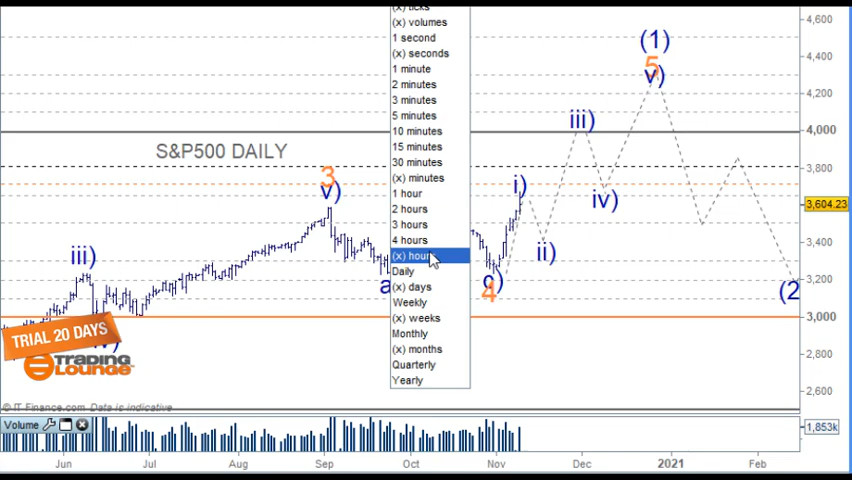 (x) ticks
(x) volumes
1 second
(x) seconds
1 minute
2 minutes
3 minutes
5 minutes
10 minutes
15 minutes
30 minutes
(x) minutes
1 hour
2 hours
3 hours
4 hours
(x) hour
Daily
(x) days
Weekly
(x) weeks
Monthly
(x) months
Quarterly
Yearly
S&P500 DAILY
iii)
3
v)
a
4
i)
ii)
iii)
iv)
(1)
5
v)
(2
4,600
4,400
4,200
4,000
3,800
3,604.23
3,400
3,200
3,000
2,800
2,600
TRIAL 20 DAYS
TRADING
LOUNGE
© IT Finance.com Data is indicative
Volume
1,853k
Jun Jul Aug Sep Oct Nov Dec 2021 Feb